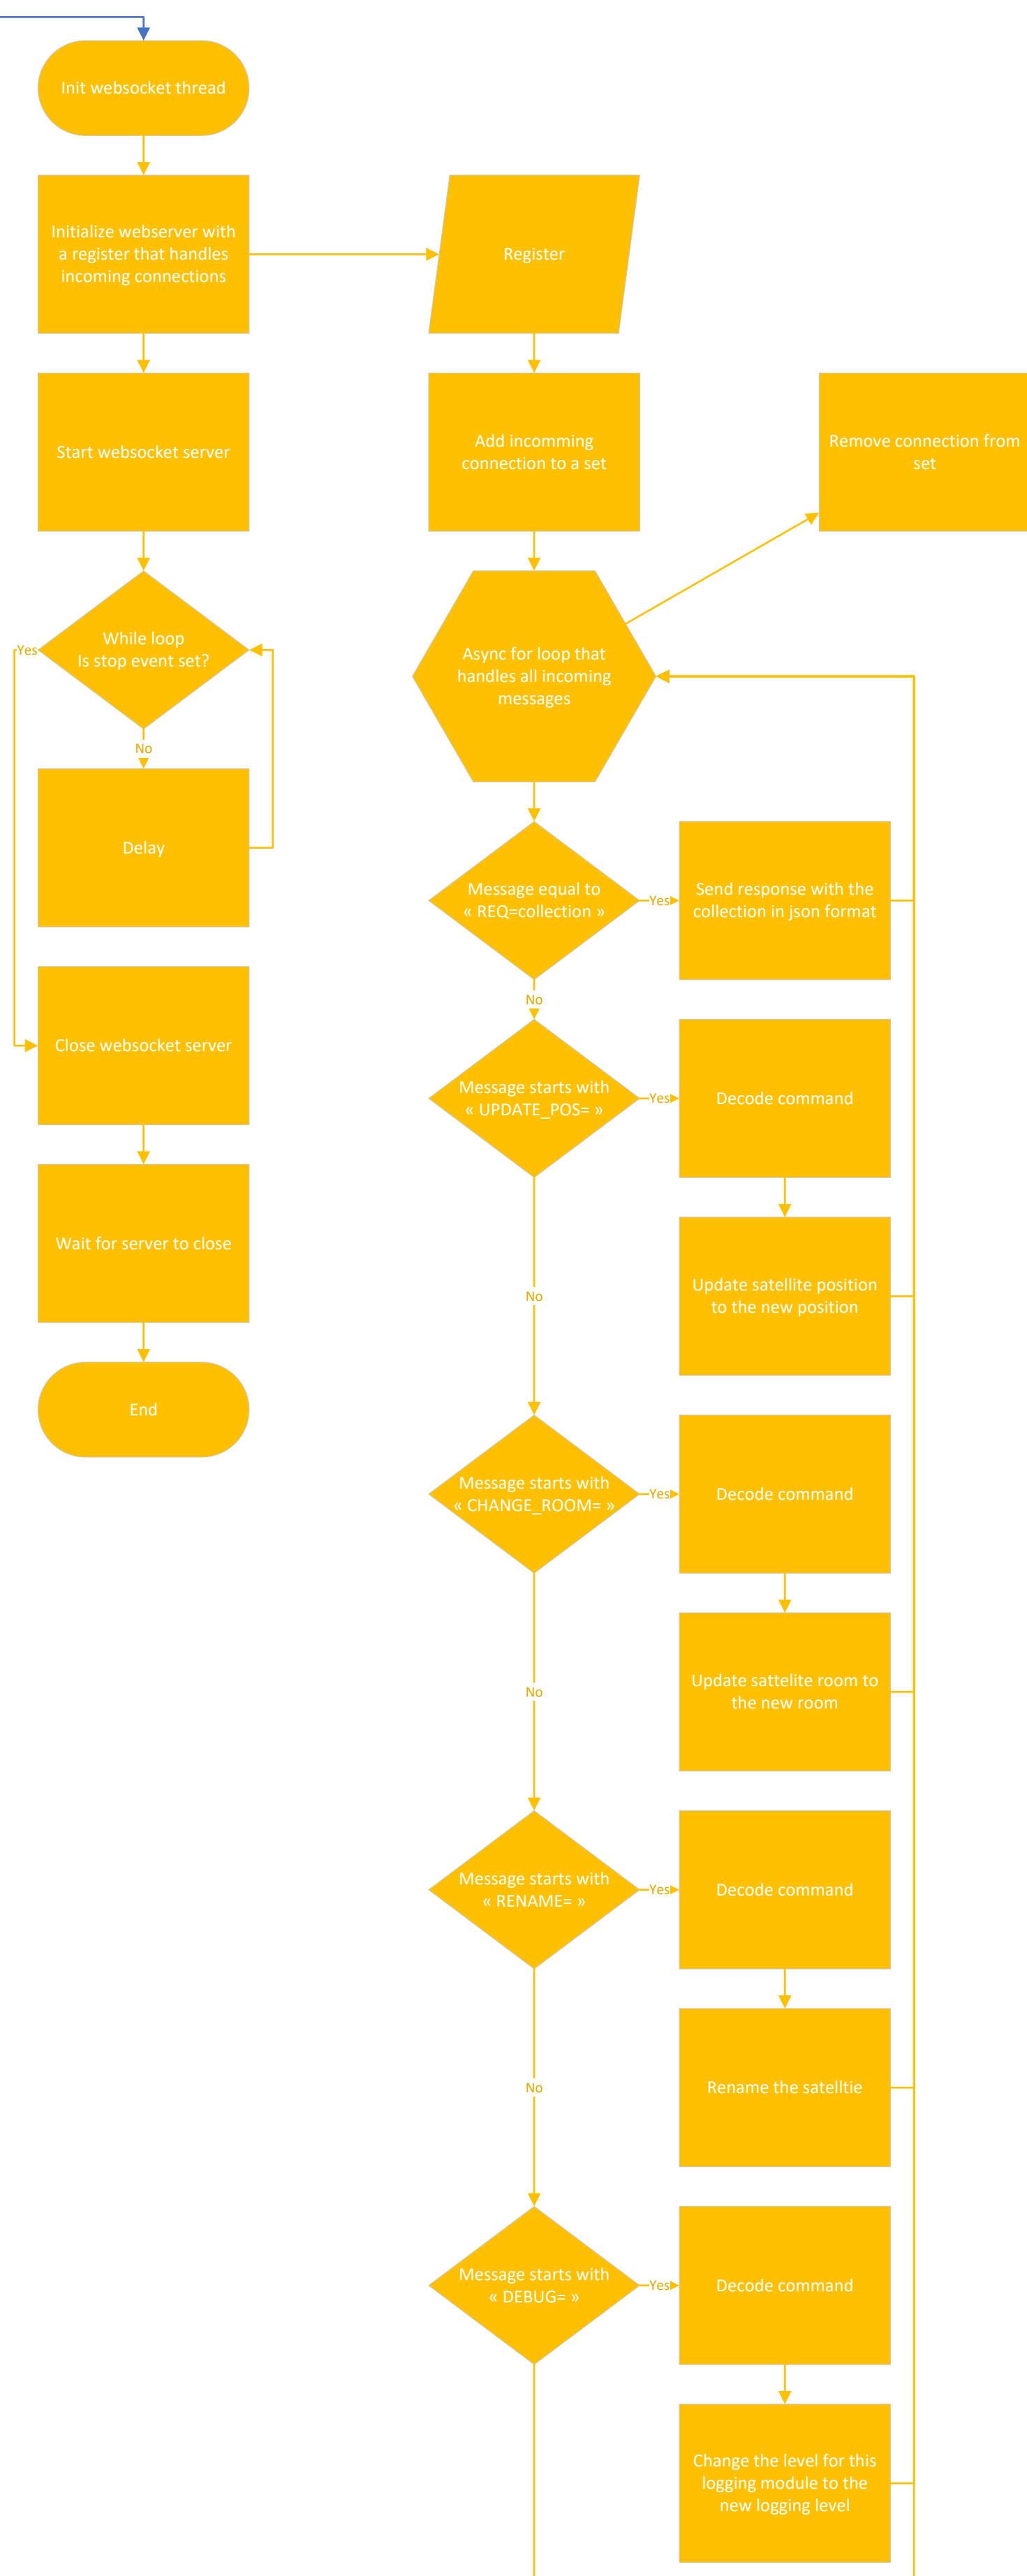 Init websocket thread
Initialize webserver with
a register that handles
incoming connections
Register
Start websocket server
Add incomming
connection to a set
Remove connection from
set
While loop
Is stop event set?
Yes
No
Async for loop that
handles all incoming
messages
Delay
Message equal to
« REQ=collection »
Yes
Send response with the
collection in json format
No
Close websocket server
Message starts with
« UPDATE_POS= »
Yes
Decode command
Wait for server to close
Update satellite position
to the new position
No
End
Message starts with
« CHANGE_ROOM= »
Yes
Decode command
Update sattelite room to
the new room
No
Message starts with
« RENAME= »
Yes
Decode command
Rename the satelltie
No
Message starts with
« DEBUG= »
Yes
Decode command
Change the level for this
logging module to the
new logging level